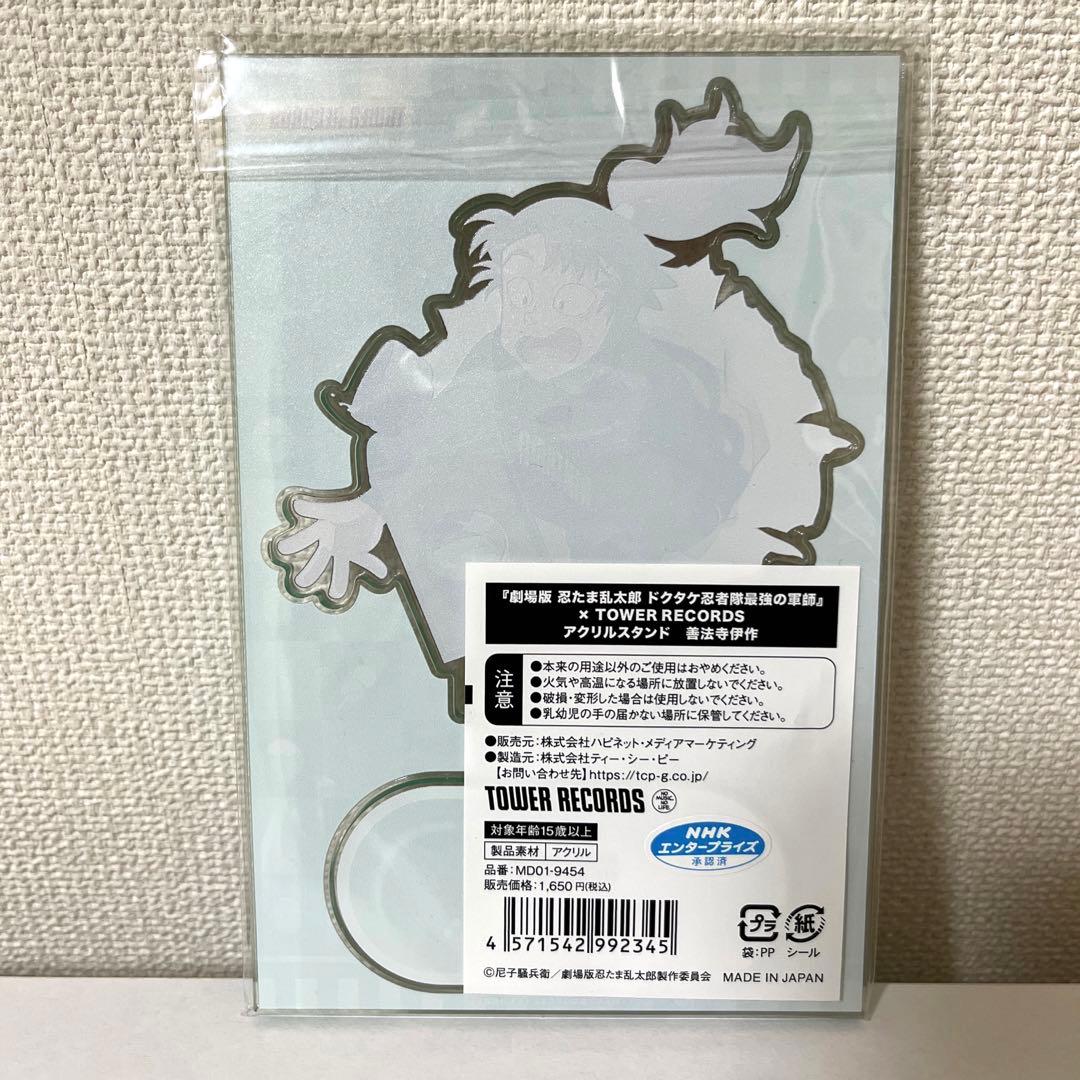 『劇場版 忍たま乱太郎 ドクタケ忍者隊最強の軍師』
× TOWER RECORDS
アクリルスタンド 善法寺伊作
注意
●本来の用途以外のご使用はおやめください。
●火気や高温になる場所に放置しないでください。
●破損・変形した場合は使用しないでください。
●乳幼児の手の届かない場所に保管してください。
●販売元：株式会社ハピネット・メディアマーケティング
●製造元：株式会社ティー・シー・ピー
【お問い合わせ先】https://tcp-g.co.jp/
TOWER RECORDS NO MUSIC, NO LIFE.
対象年齢15歳以上
製品素材 アクリル
品番：MD01-9454
販売価格：1,650円(税込)
NHK
エンタープライズ
承認済
4 571542 992345
プラ 紙
袋：PP シール
©尼子騒兵衛／劇場版忍たま乱太郎製作委員会
MADE IN JAPAN